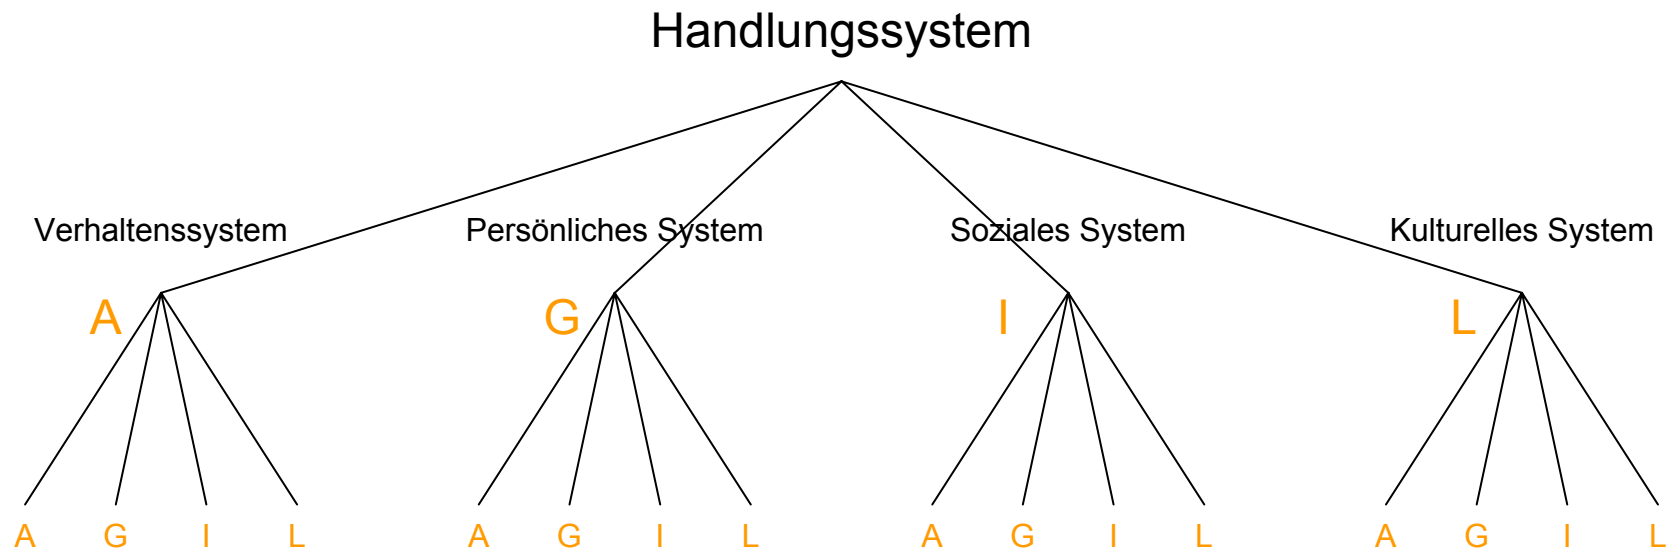 Handlungssystem
Verhaltenssystem Persönliches System Soziales System Kulturelles System
A G I L
A G I L A G I L A G I L A G I L